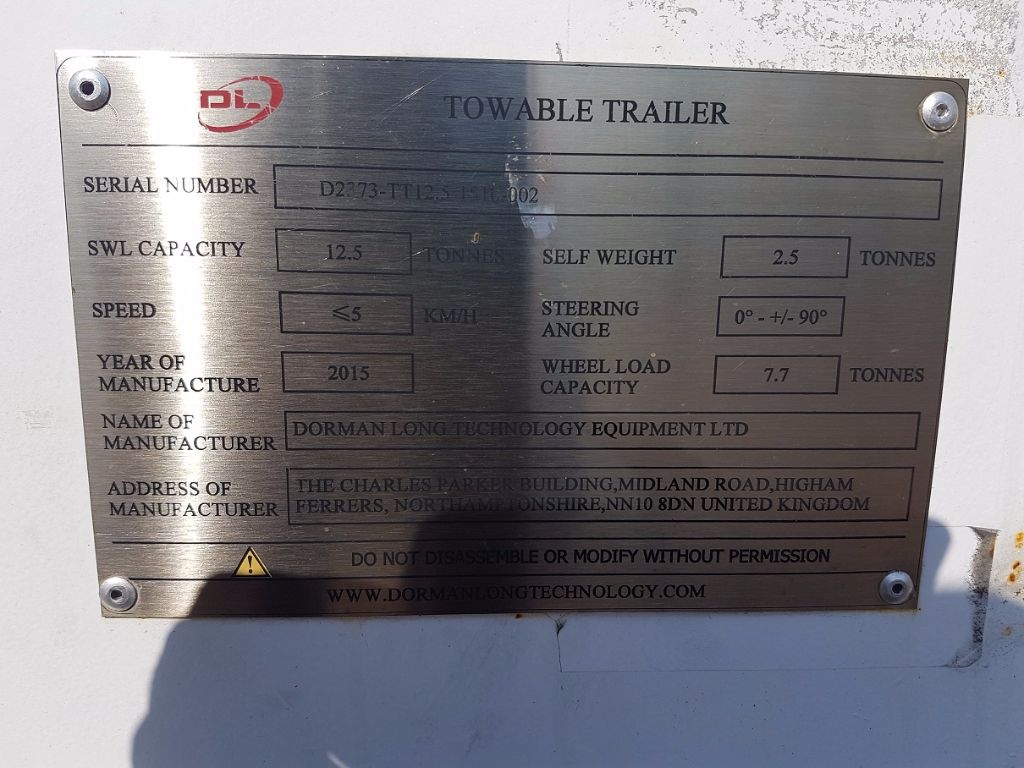 DL
TOWABLE TRAILER
SERIAL NUMBER
SWL CAPACITY 12.5 TONNES SELF WEIGHT 2.5 TONNES
SPEED ≤5 KM/H STEERING ANGLE 0° - +/- 90°
YEAR OF MANUFACTURE 2015 WHEEL LOAD CAPACITY 7.7 TONNES
NAME OF MANUFACTURER DORMAN LONG TECHNOLOGY EQUIPMENT LTD
ADDRESS OF THE CHARLES PARKER BUILDING,MIDLAND ROAD,HIGHAM
MANUFACTURER FERRERS, NORTHAMPTONSHIRE,NN10 8DN UNITED KINGDOM
DO NOT DISASSEMBLE OR MODIFY WITHOUT PERMISSION
WWW.DORMANLONGTECHNOLOGY.COM